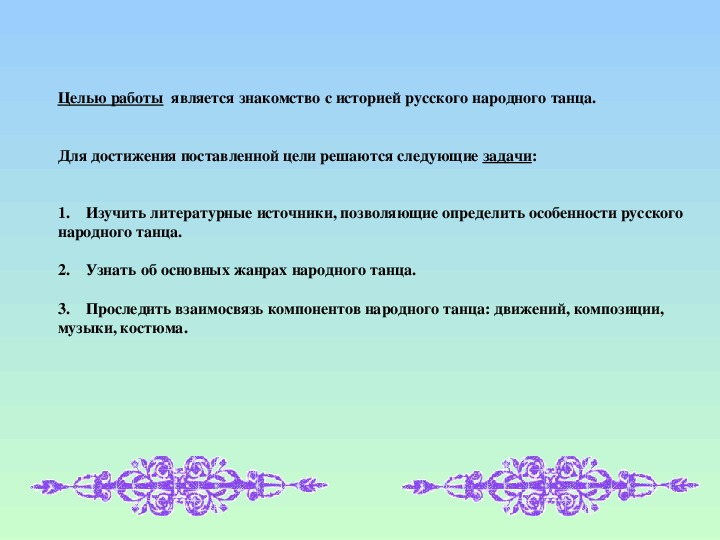 Целью работы является знакомство с историей русского народного танца.
Для достижения поставленной цели решаются следующие задачи:
1. Изучить литературные источники, позволяющие определить особенности русского
народного танца.
2. Узнать об основных жанрах народного танца.
3. Проследить взаимосвязь компонентов народного танца: движений, композиции,
музыки, костюма.